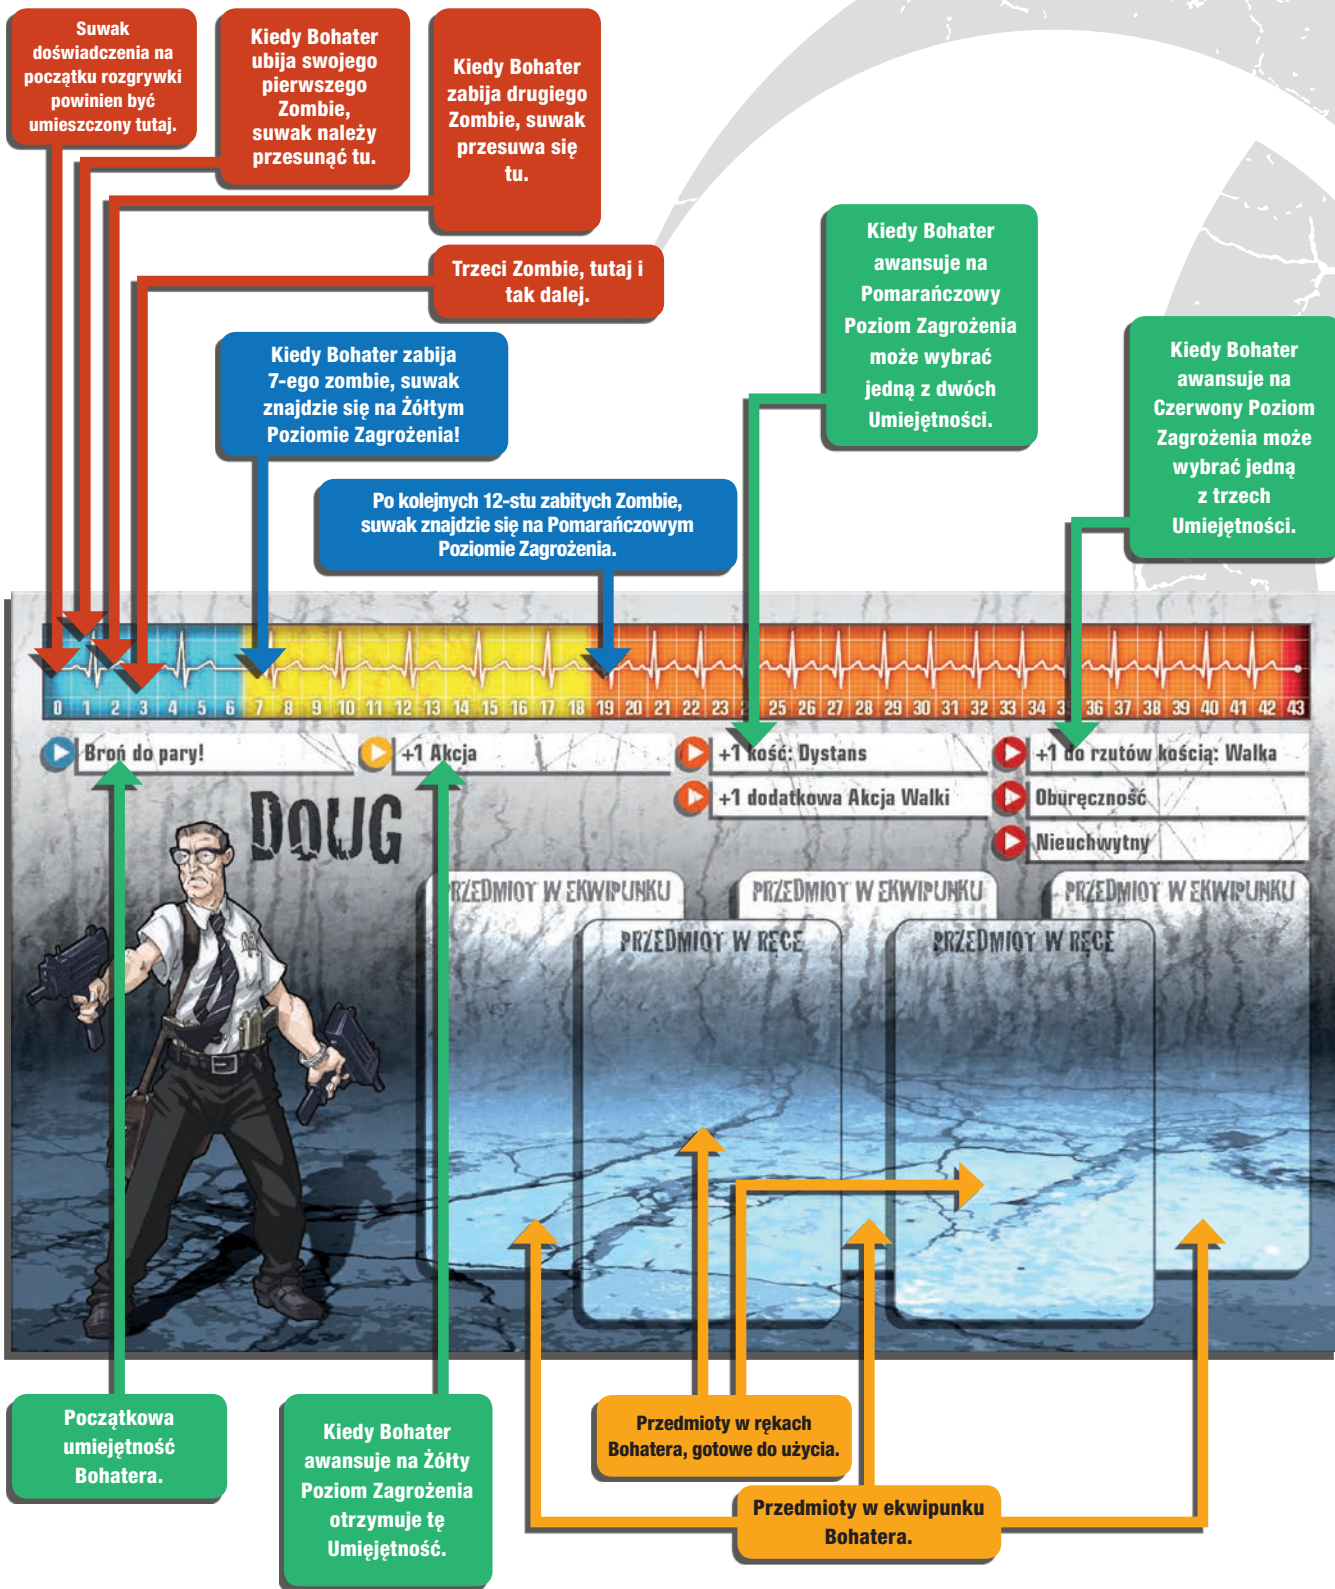 Suwak
doświadczenia na
początku rozgrywki
powinien być
umieszczony tutaj.
Kiedy Bohater
ubija swojego
pierwszego
Zombie,
suwak należy
przesunąć tu.
Kiedy Bohater
zabija drugiego
Zombie, suwak
przesuwa się
tu.
Trzeci Zombie, tutaj i
tak dalej.
Kiedy Bohater
awansuje na
Pomarańczowy
Poziom Zagrożenia
może wybrać
jedną z dwóch
Umiejętności.
Kiedy Bohater
awansuje na
Czerwony Poziom
Zagrożenia może
wybrać jedną
z trzech
Umiejętności.
Kiedy Bohater zabija
7-ego zombie, suwak
znajdzie się na Żółtym
Poziomie Zagrożenia!
Po kolejnych 12-stu zabitych Zombie,
suwak znajdzie się na Pomarańczowym
Poziomie Zagrożenia.
0 1 2 3 4 5 6 7 8 9 10 11 12 13 14 15 16 17 18 19 20 21 22 23 25 26 27 28 29 30 31 32 33 34 36 37 38 39 40 41 42 43
Broń do pary!
+1 Akcja
+1 kość: Dystans
+1 dodatkowa Akcja Walki
+1 do rzutów kością: Walka
Oburęczność
Nieuchwytny
DOUG
PRZEDMIOT W EKWIPUNKU
PRZEDMIOT W EKWIPUNKU
PRZEDMIOT W EKWIPUNKU
PRZEDMIOT W RĘCE
PRZEDMIOT W RĘCE
Początkowa
umiejętność
Bohatera.
Kiedy Bohater
awansuje na Żółty
Poziom Zagrożenia
otrzymuje tę
Umięjętność.
Przedmioty w rękach
Bohatera, gotowe do użycia.
Przedmioty w ekwipunku
Bohatera.